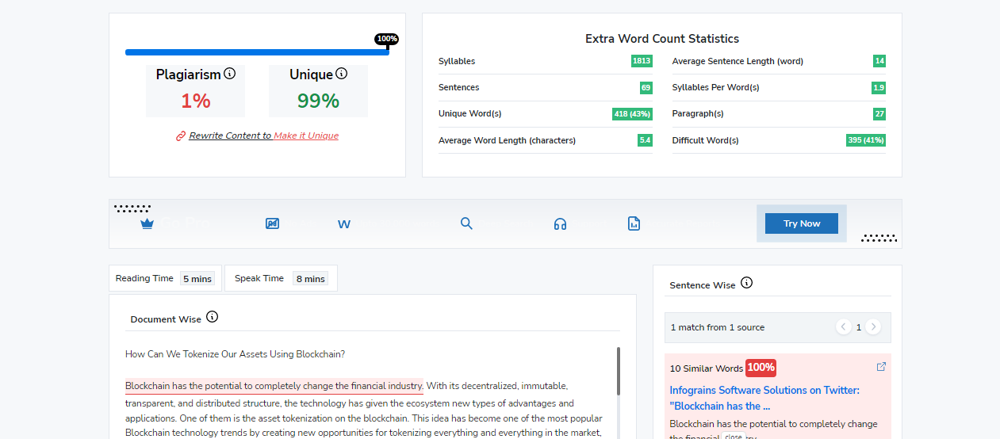 100%
Plagiarism
Unique
1%
99%
Rewrite Content to Make it Unique
Extra Word Count Statistics
Syllables 1813
Average Sentence Length (word) 14
Sentences 69
Syllables Per Word(s) 1.9
Unique Word(s) 418 (43%)
Paragraph(s) 27
Average Word Length (characters) 5.4
Difficult Word(s) 395 (41%)
W
Try Now
Reading Time 5 mins
Speak Time 8 mins
Document Wise
How Can We Tokenize Our Assets Using Blockchain?
Blockchain has the potential to completely change the financial industry. With its decentralized, immutable,
transparent, and distributed structure, the technology has given the ecosystem new types of advantages and
applications. One of them is the asset tokenization on the blockchain. This idea has become one of the most popular
Blockchain technology trends by creating new opportunities for tokenizing everything and everything in the market,
Sentence Wise
1 match from 1 source
1
10 Similar Words 100%
Infograins Software Solutions on Twitter:
"Blockchain has the ...
Blockchain has the potential to completely change
the financial
close